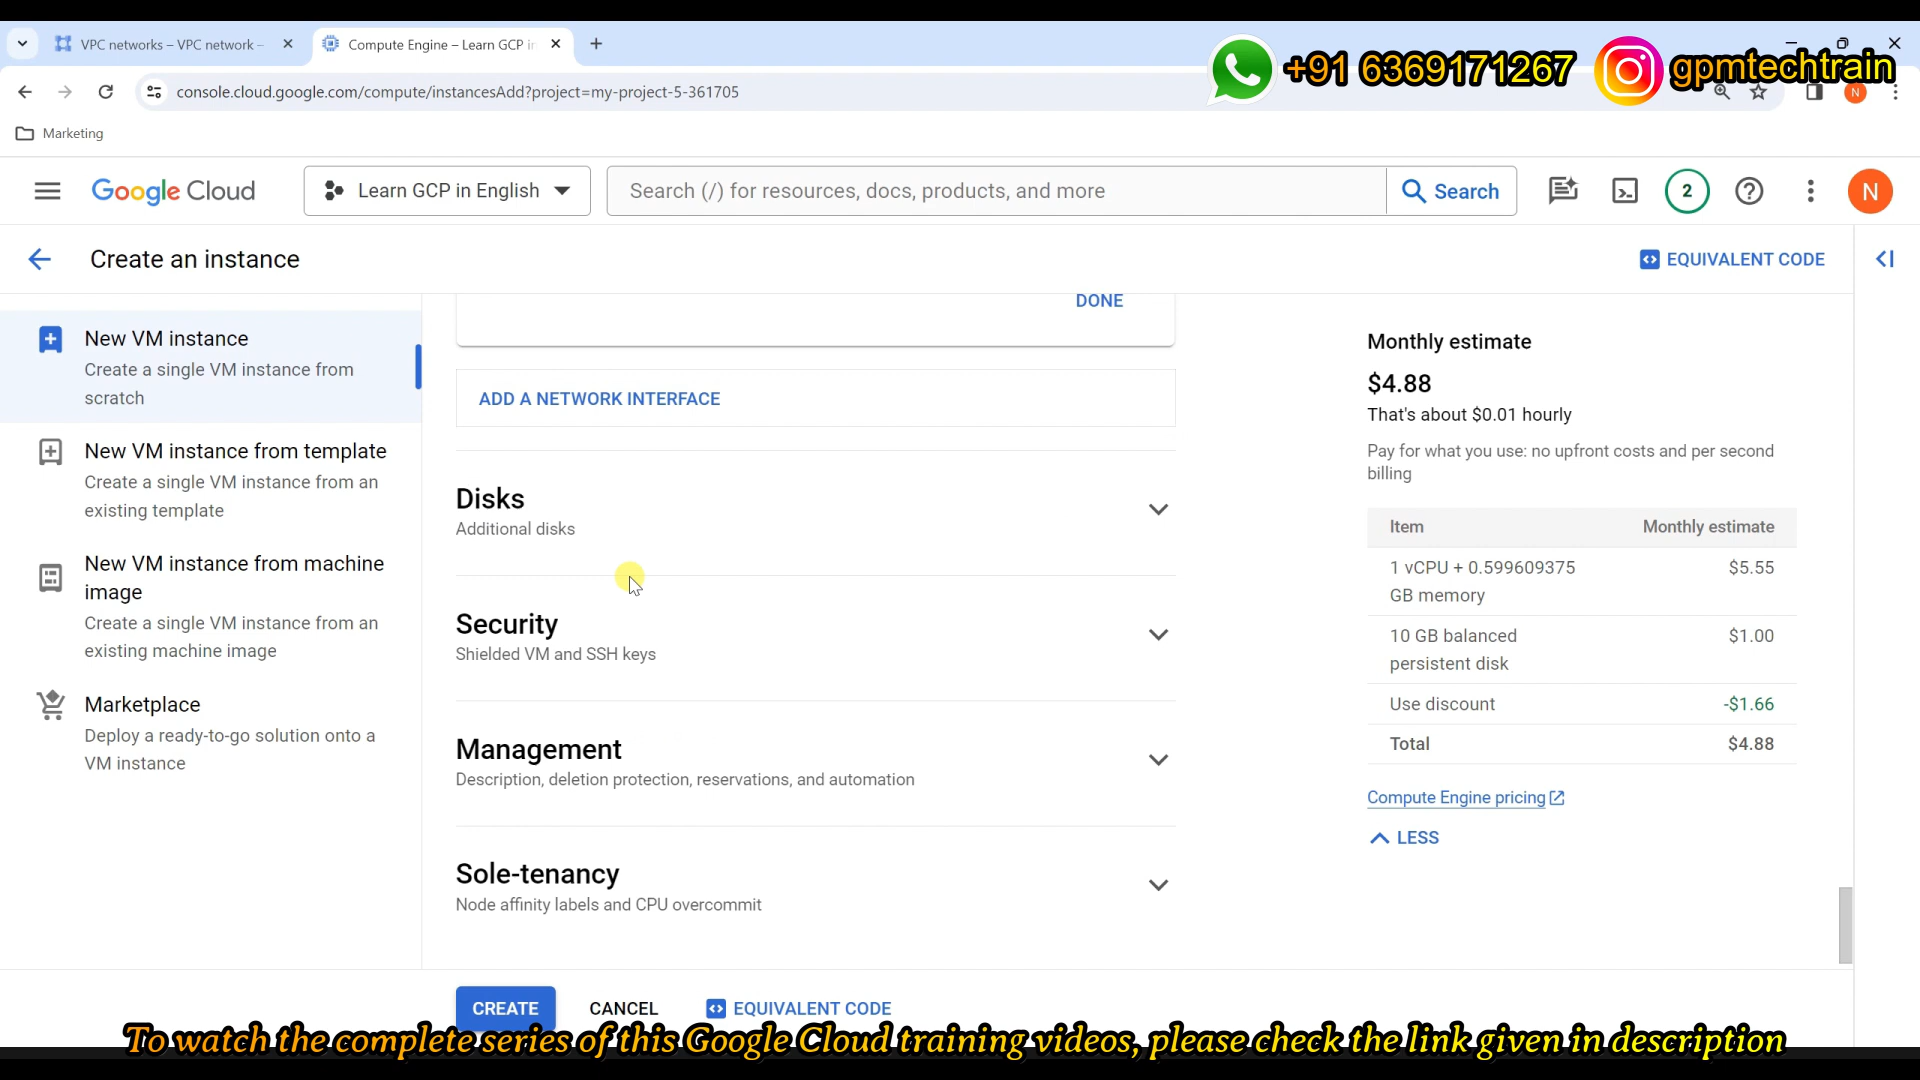 VPC networks – VPC network –
Compute Engine – Learn GCP in
+91 6369171267
gpmtechtrain
console.cloud.google.com/compute/instancesAdd?project=my-project-5-361705
N
Marketing
Google Cloud
Learn GCP in English
Search (/) for resources, docs, products, and more
Search
2
N
Create an instance
EQUIVALENT CODE
New VM instance
Create a single VM instance from
scratch
New VM instance from template
Create a single VM instance from an
existing template
New VM instance from machine
image
Create a single VM instance from an
existing machine image
Marketplace
Deploy a ready-to-go solution onto a
VM instance
DONE
ADD A NETWORK INTERFACE
Disks
Additional disks
Security
Shielded VM and SSH keys
Management
Description, deletion protection, reservations, and automation
Sole-tenancy
Node affinity labels and CPU overcommit
Monthly estimate
$4.88
That's about $0.01 hourly
Pay for what you use: no upfront costs and per second
billing
Item Monthly estimate
1 vCPU + 0.599609375 $5.55
GB memory
10 GB balanced $1.00
persistent disk
Use discount -$1.66
Total $4.88
Compute Engine pricing
LESS
CREATE
CANCEL
EQUIVALENT CODE
To watch the complete series of this Google Cloud training videos, please check the link given in description